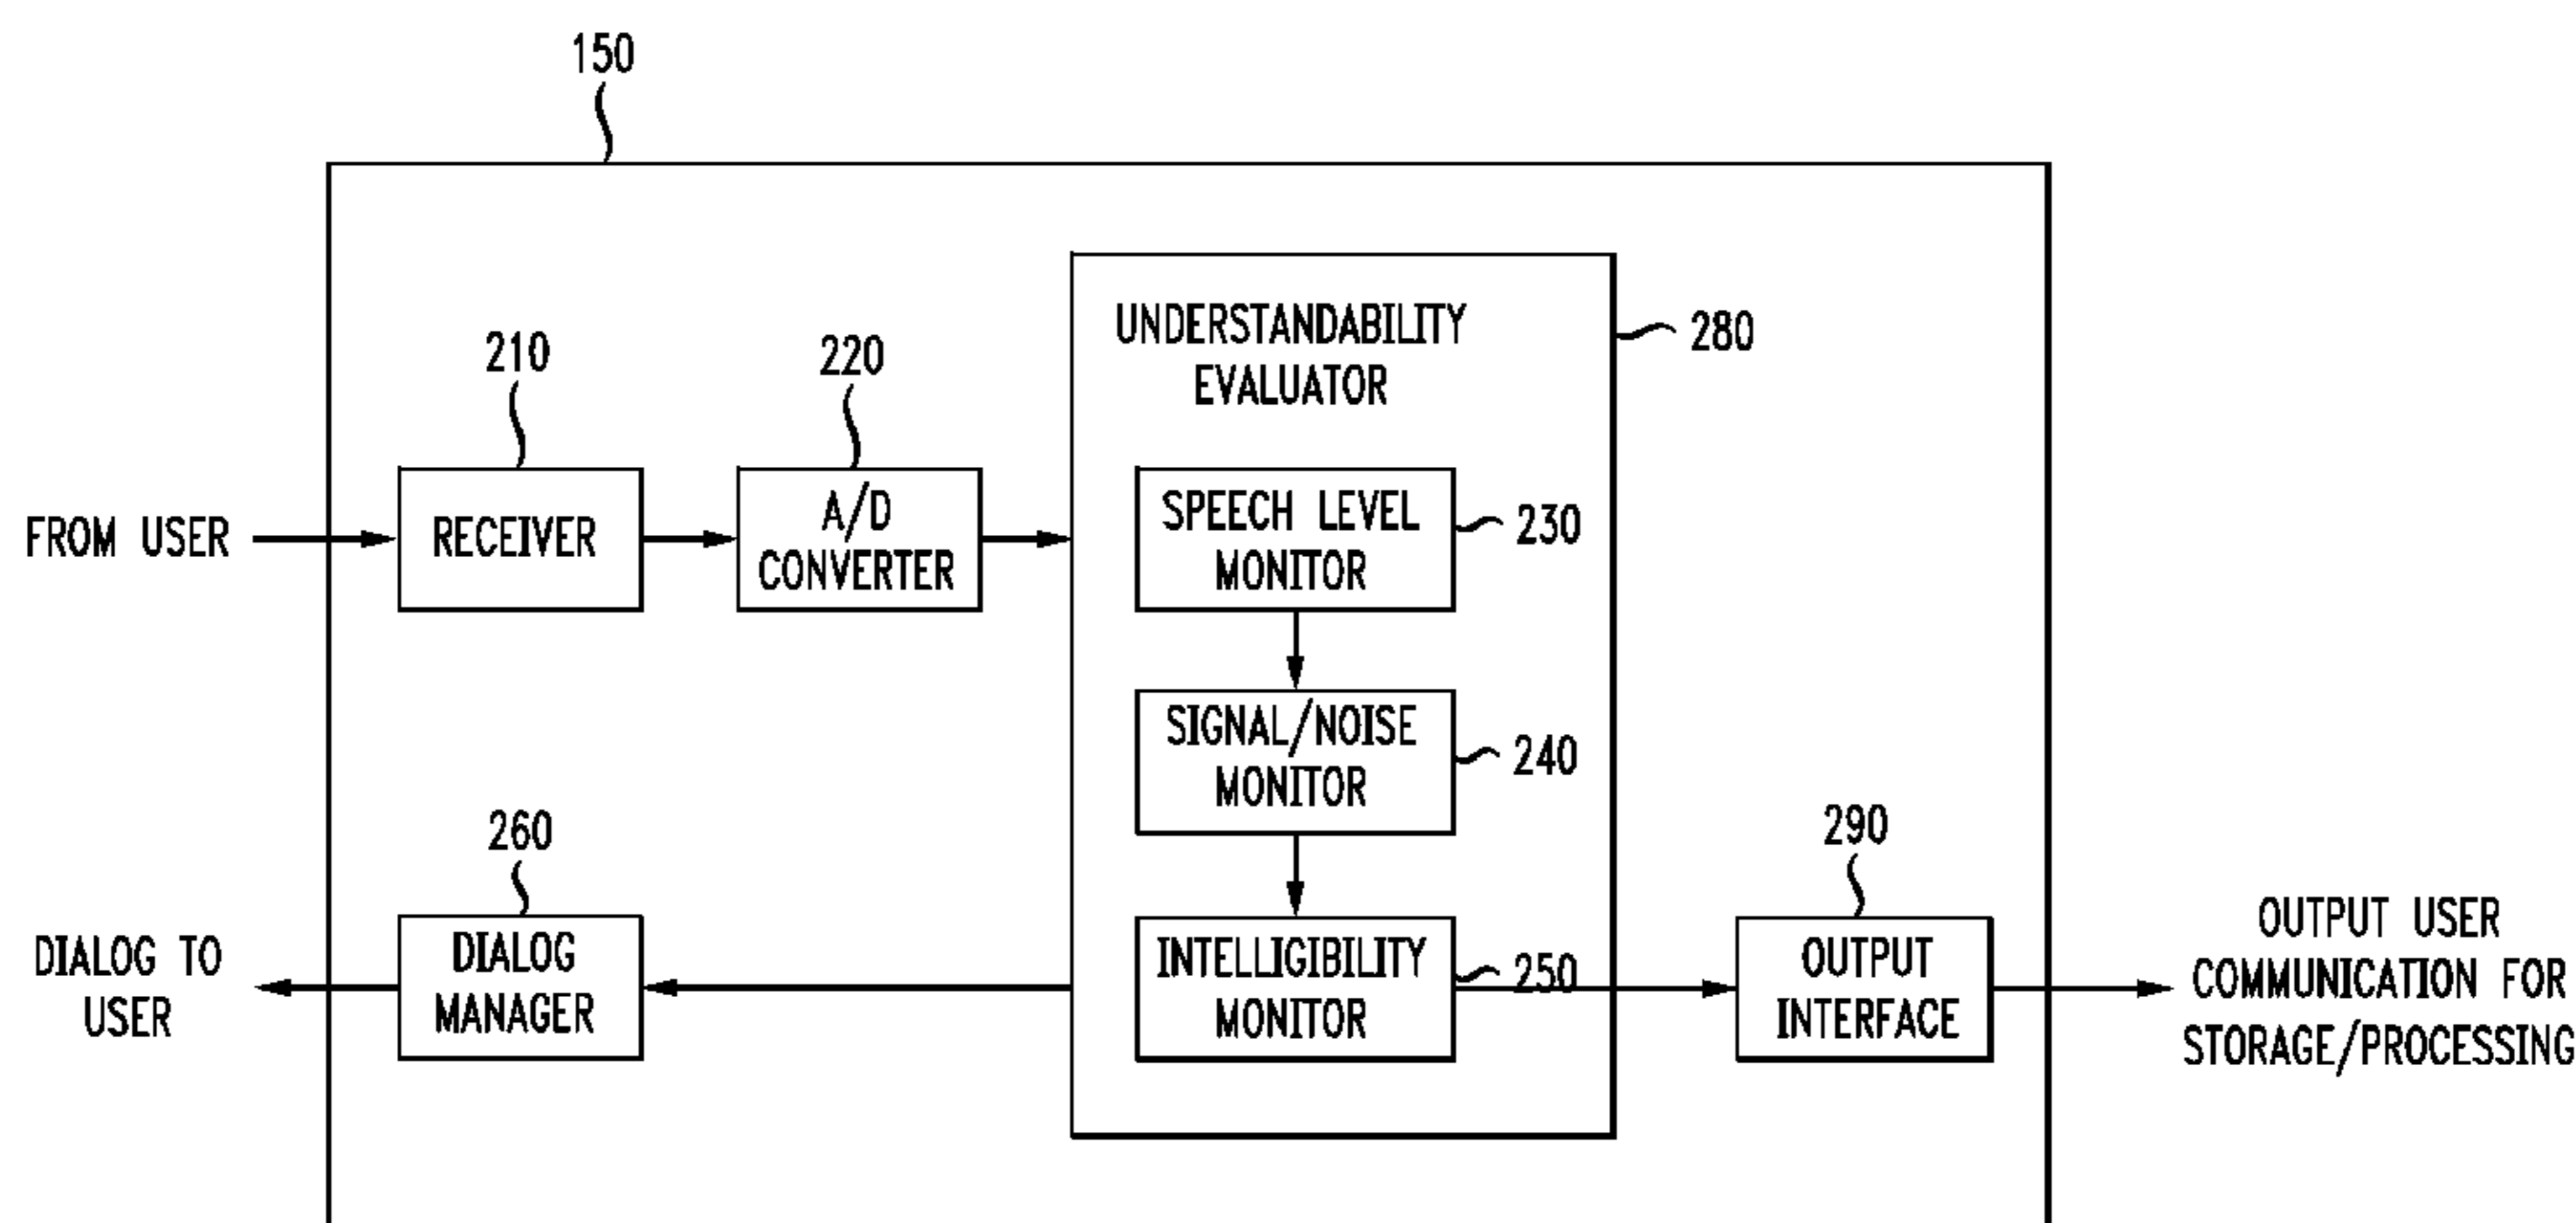 150
UNDERSTANDABILITY
EVALUATOR
280
210
220
FROM USER
RECEIVER
A/D
CONVERTER
SPEECH LEVEL
MONITOR
230
SIGNAL/NOISE
MONITOR
240
260
290
DIALOG TO
USER
DIALOG
MANAGER
INTELLIGIBILITY
MONITOR
250
OUTPUT
INTERFACE
OUTPUT USER
COMMUNICATION FOR
STORAGE/PROCESSING